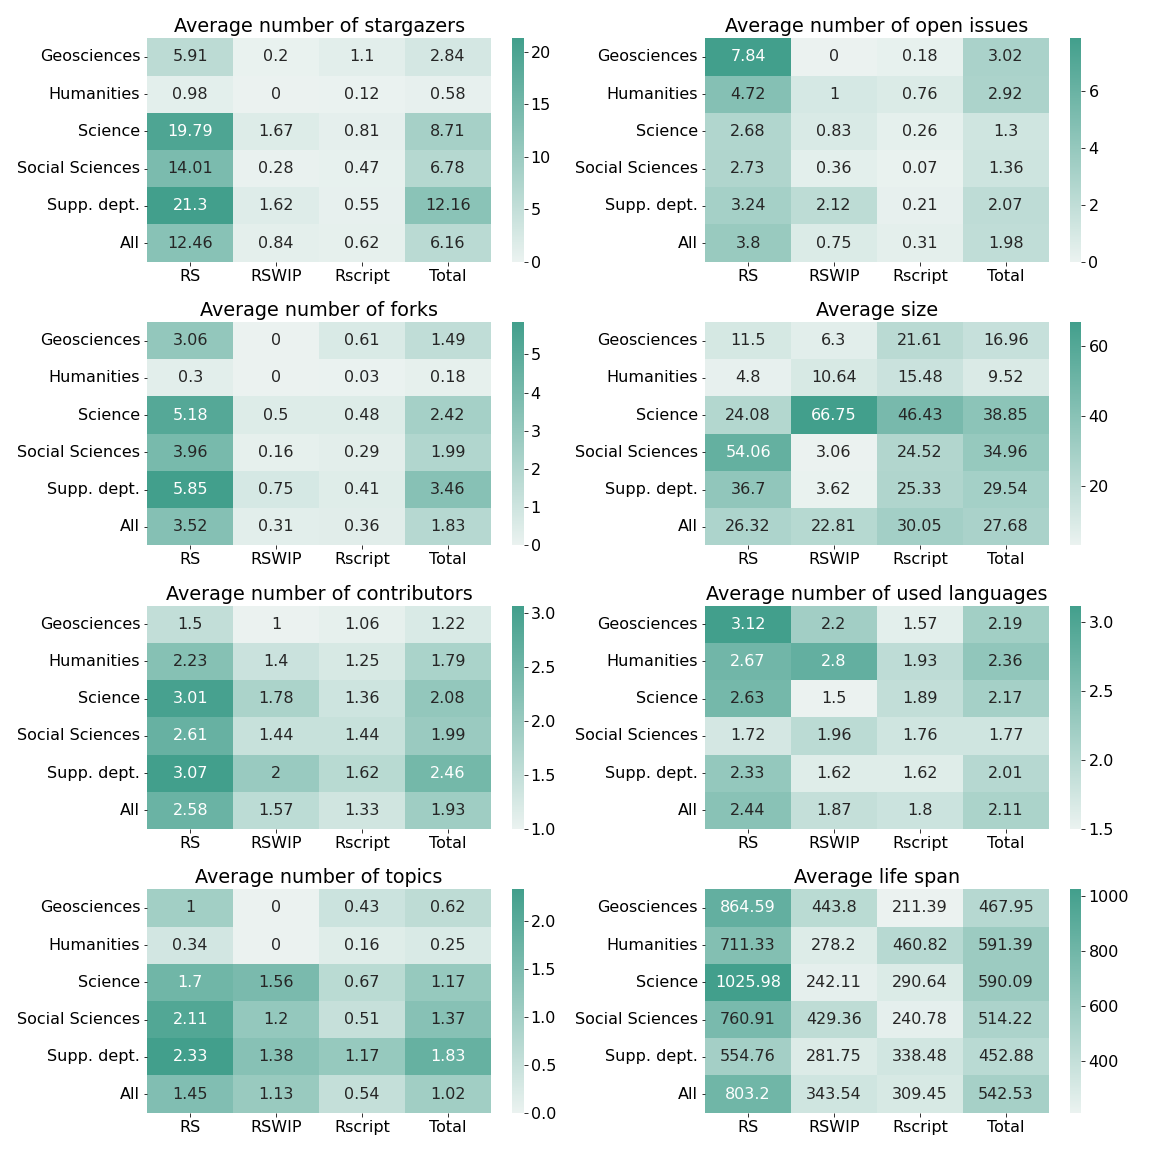 Average number of stargazers
Geosciences 5.91 0.2 1.1 2.84
Humanities 0.98 0 0.12 0.58
Science 19.79 1.67 0.81 8.71
Social Sciences 14.01 0.28 0.47 6.78
Supp. dept. 21.3 1.62 0.55 12.16
All 12.46 0.84 0.62 6.16
RS RSWIP Rscript Total
20
15
10
5
0
Average number of open issues
Geosciences 7.84 0 0.18 3.02
Humanities 4.72 1 0.76 2.92
Science 2.68 0.83 0.26 1.3
Social Sciences 2.73 0.36 0.07 1.36
Supp. dept. 3.24 2.12 0.21 2.07
All 3.8 0.75 0.31 1.98
RS RSWIP Rscript Total
6
4
2
0
Average number of forks
Geosciences 3.06 0 0.61 1.49
Humanities 0.3 0 0.03 0.18
Science 5.18 0.5 0.48 2.42
Social Sciences 3.96 0.16 0.29 1.99
Supp. dept. 5.85 0.75 0.41 3.46
All 3.52 0.31 0.36 1.83
RS RSWIP Rscript Total
5
4
3
2
1
0
Average size
Geosciences 11.5 6.3 21.61 16.96
Humanities 4.8 10.64 15.48 9.52
Science 24.08 66.75 46.43 38.85
Social Sciences 54.06 3.06 24.52 34.96
Supp. dept. 36.7 3.62 25.33 29.54
All 26.32 22.81 30.05 27.68
RS RSWIP Rscript Total
60
40
20
Average number of contributors
Geosciences 1.5 1 1.06 1.22
Humanities 2.23 1.4 1.25 1.79
Science 3.01 1.78 1.36 2.08
Social Sciences 2.61 1.44 1.44 1.99
Supp. dept. 3.07 2 1.62 2.46
All 2.58 1.57 1.33 1.93
RS RSWIP Rscript Total
3.0
2.5
2.0
1.5
1.0
Average number of used languages
Geosciences 3.12 2.2 1.57 2.19
Humanities 2.67 2.8 1.93 2.36
Science 2.63 1.5 1.89 2.17
Social Sciences 1.72 1.96 1.76 1.77
Supp. dept. 2.33 1.62 1.62 2.01
All 2.44 1.87 1.8 2.11
RS RSWIP Rscript Total
3.0
2.5
2.0
1.5
Average number of topics
Geosciences 1 0 0.43 0.62
Humanities 0.34 0 0.16 0.25
Science 1.7 1.56 0.67 1.17
Social Sciences 2.11 1.2 0.51 1.37
Supp. dept. 2.33 1.38 1.17 1.83
All 1.45 1.13 0.54 1.02
RS RSWIP Rscript Total
2.0
1.5
1.0
0.5
0.0
Average life span
Geosciences 864.59 443.8 211.39 467.95
Humanities 711.33 278.2 460.82 591.39
Science 1025.98 242.11 290.64 590.09
Social Sciences 760.91 429.36 240.78 514.22
Supp. dept. 554.76 281.75 338.48 452.88
All 803.2 343.54 309.45 542.53
RS RSWIP Rscript Total
1000
800
600
400